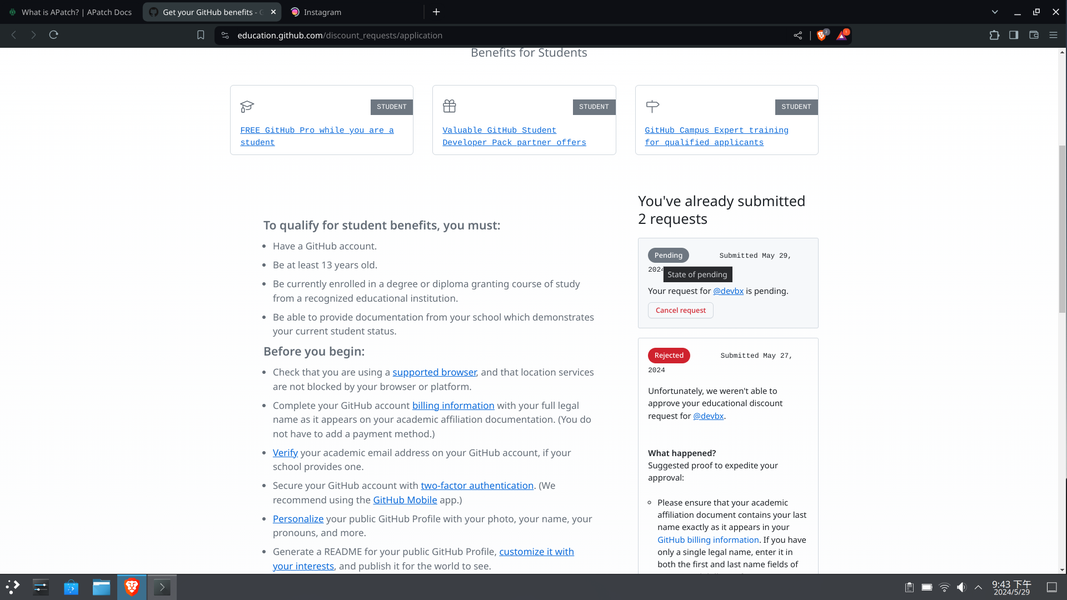 What is APatch? | APatch Docs
Get your GitHub benefits -
Instagram
education.github.com/discount_requests/application
Benefits for Students
STUDENT
FREE GitHub Pro while you are a
student
STUDENT
Valuable GitHub Student
Developer Pack partner offers
STUDENT
GitHub Campus Expert training
for qualified applicants
To qualify for student benefits, you must:
Have a GitHub account.
Be at least 13 years old.
Be currently enrolled in a degree or diploma granting course of study
from a recognized educational institution.
Be able to provide documentation from your school which demonstrates
your current student status.
Before you begin:
Check that you are using a supported browser, and that location services
are not blocked by your browser or platform.
Complete your GitHub account billing information with your full legal
name as it appears on your academic affiliation documentation. (You do
not have to add a payment method.)
Verify your academic email address on your GitHub account, if your
school provides one.
Secure your GitHub account with two-factor authentication. (We
recommend using the GitHub Mobile app.)
Personalize your public GitHub Profile with your photo, your name, your
pronouns, and more.
Generate a README for your public GitHub Profile, customize it with
your interests, and publish it for the world to see.
You've already submitted
2 requests
Pending Submitted May 29,
2024
State of pending
Your request for @devbx is pending.
Cancel request
Rejected Submitted May 27,
2024
Unfortunately, we weren't able to
approve your educational discount
request for @devbx.
What happened?
Suggested proof to expedite your
approval:
Please ensure that your academic
affiliation document contains your last
name exactly as it appears in your
GitHub billing information. If you have
only a single legal name, enter it in
both the first and last name fields of
9:43 下午
2024/5/29